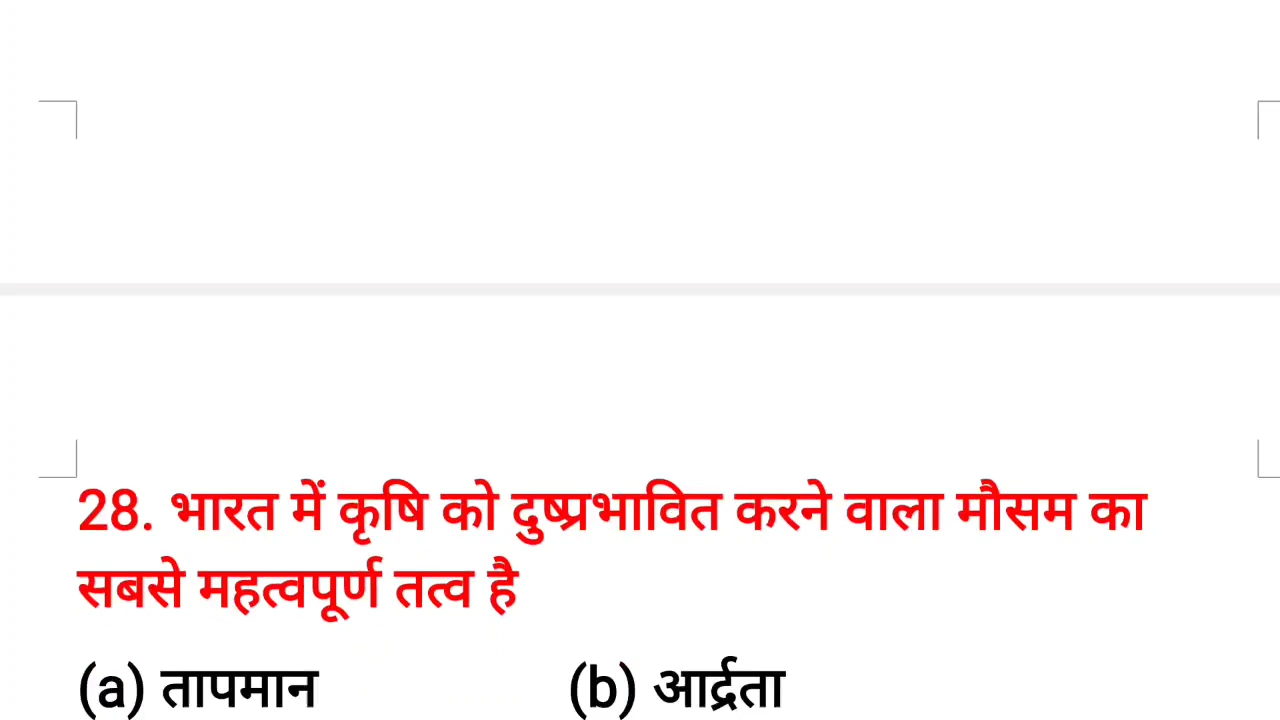 28. भारत में कृषि को दुष्प्रभावित करने वाला मौसम का
सबसे महत्वपूर्ण तत्व है
(a) तापमान (b) आर्द्रता